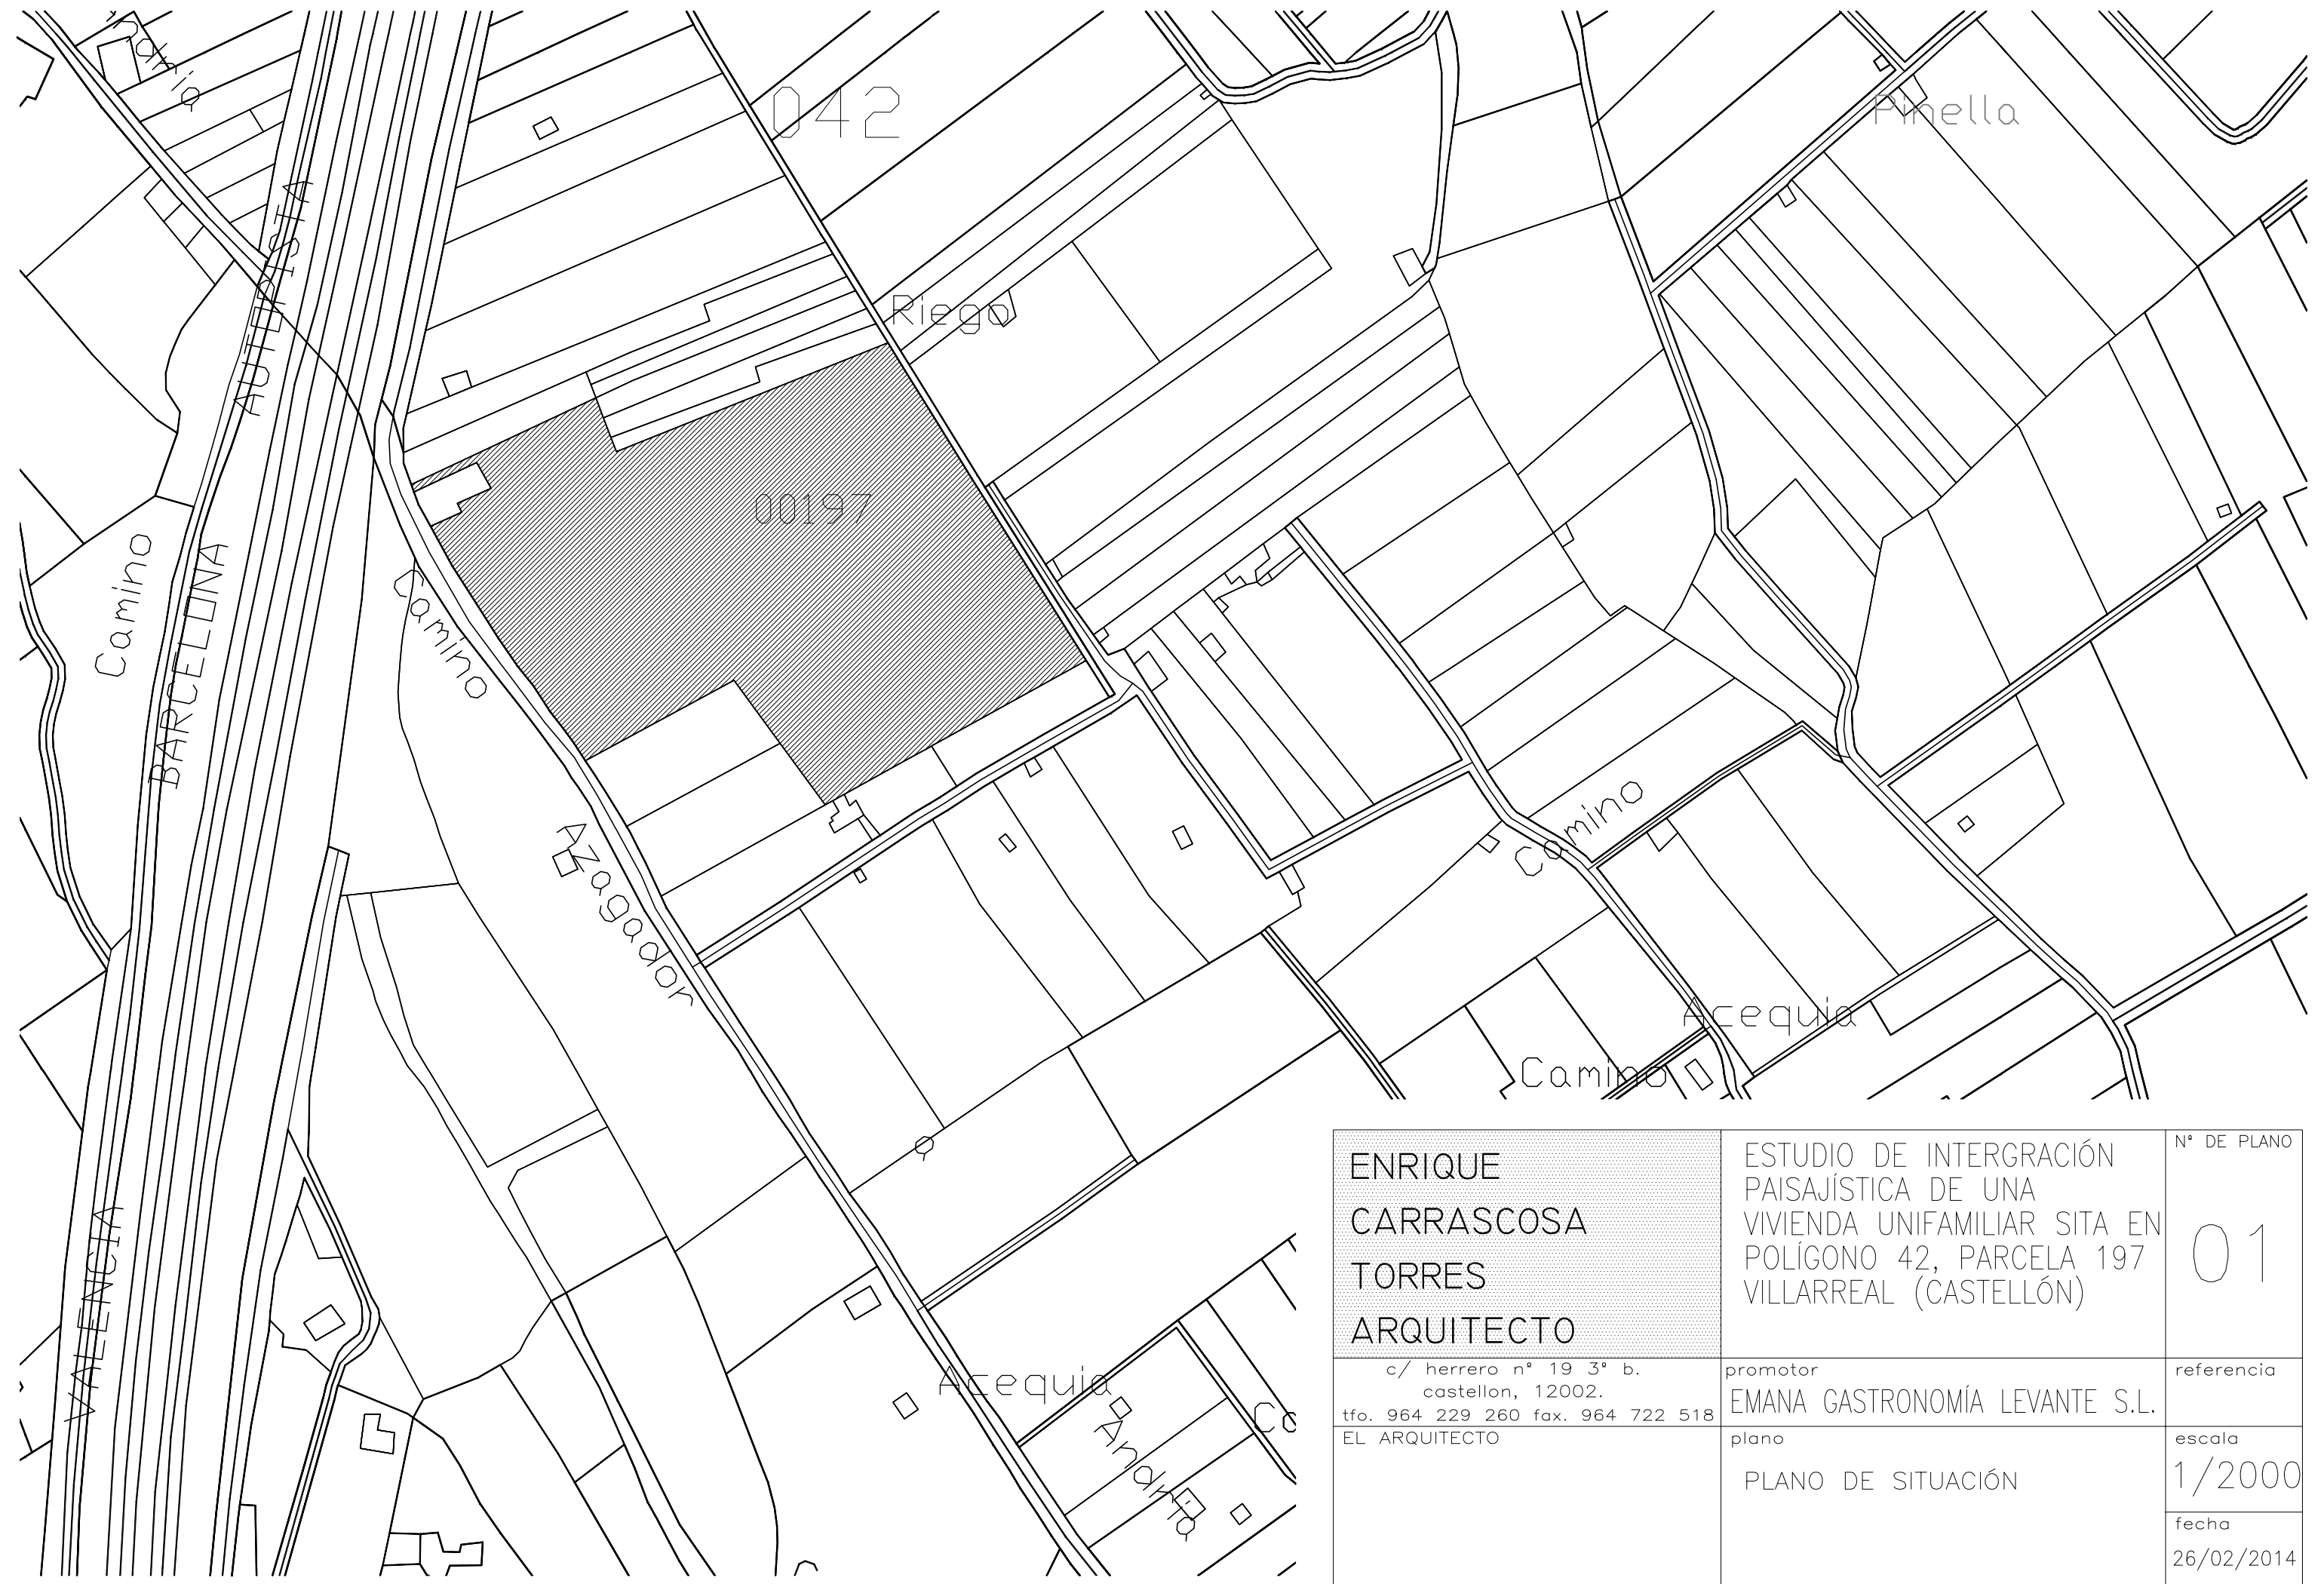 042
Pinella
AUTOPISTA
Riego
00197
Camino
BARCELONA
Camino
Azagador
Camino
Acequia
Camino
VALENCIA
Acequia
ENRIQUE
CARRASCOSA
TORRES
ARQUITECTO
c/ herrero nº 19 3ª b.
castellon, 12002.
tfo. 964 229 260 fax. 964 722 518
EL ARQUITECTO
ESTUDIO DE INTERGRACIÓN
PAISAJÍSTICA DE UNA
VIVIENDA UNIFAMILIAR SITA EN
POLÍGONO 42, PARCELA 197
VILLARREAL (CASTELLÓN)
promotor
EMANA GASTRONOMÍA LEVANTE S.L.
plano
PLANO DE SITUACIÓN
Nº DE PLANO
01
referencia
escala
1/2000
fecha
26/02/2014